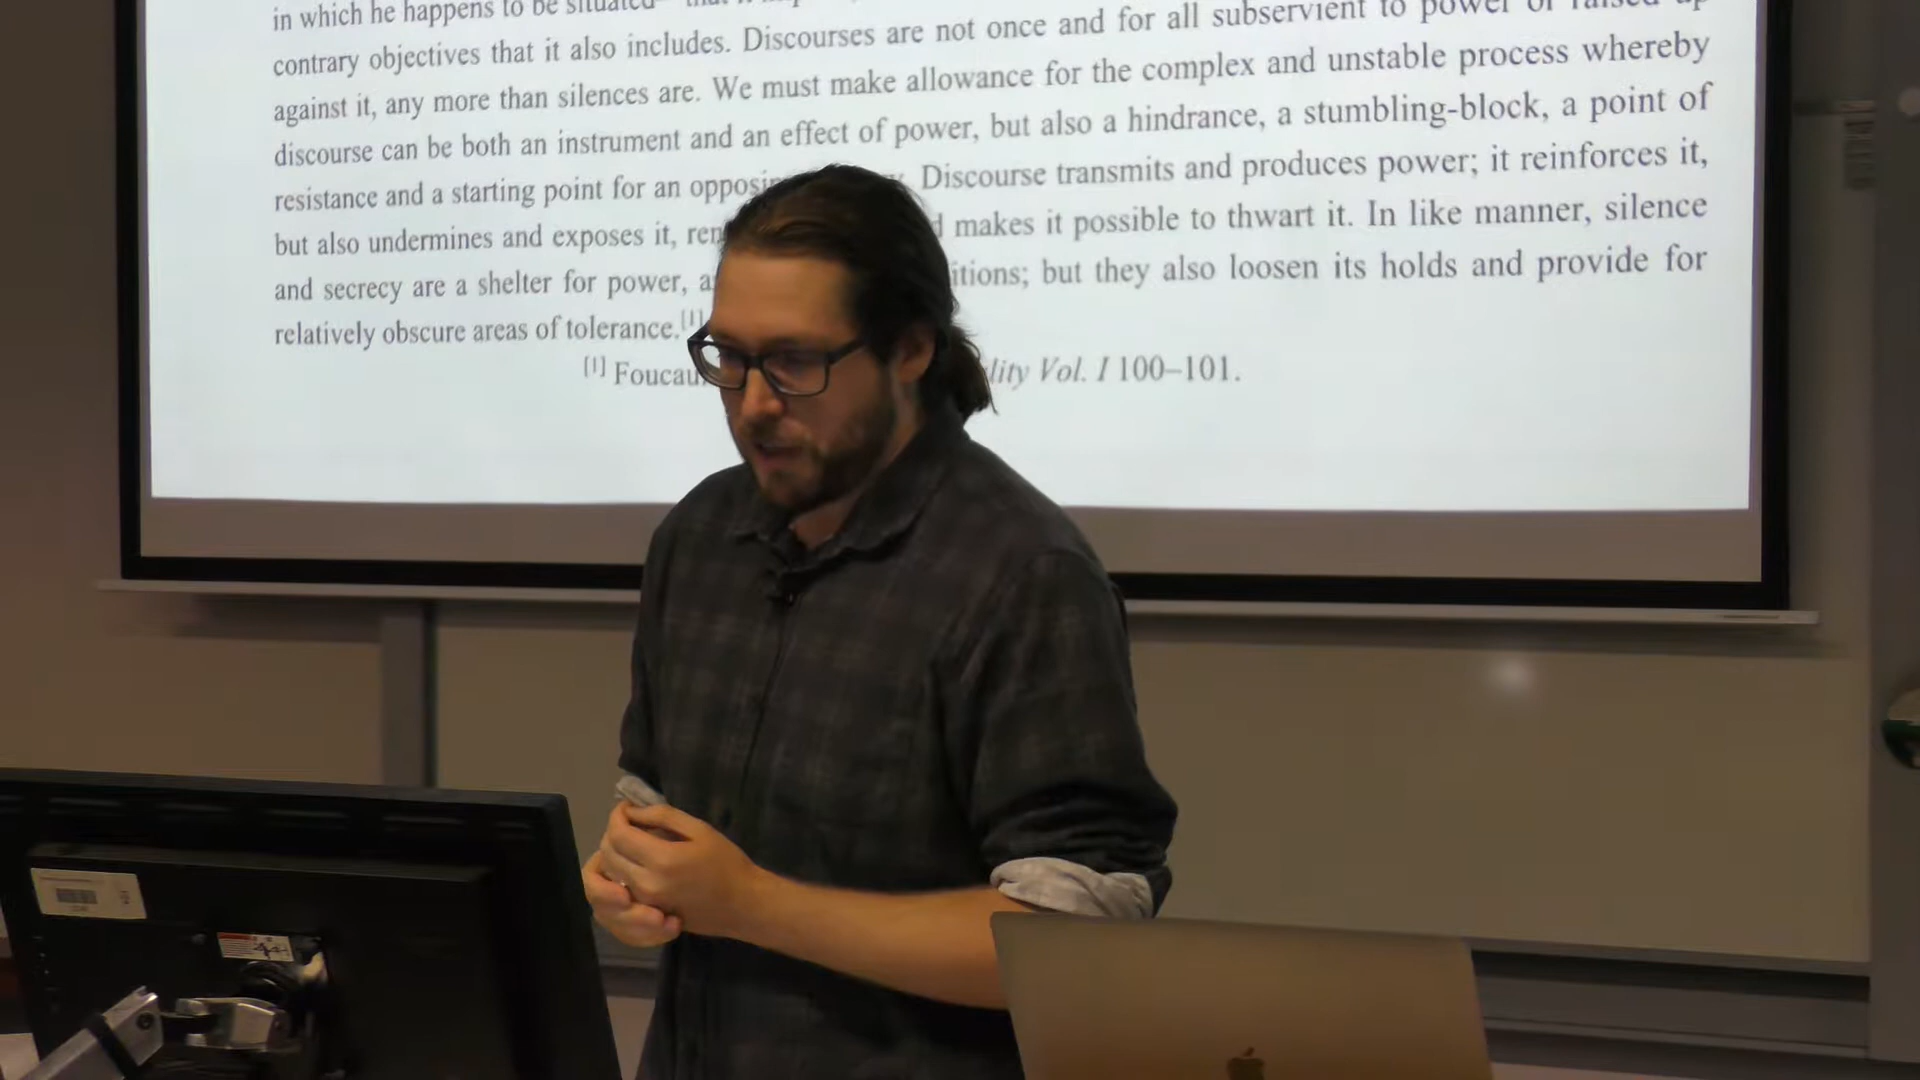 in which he happens to be situated
contrary objectives that it also includes. Discourses are not once and for all subservient to power or raised up
against it, any more than silences are. We must make allowance for the complex and unstable process whereby
discourse can be both an instrument and an effect of power, but also a hindrance, a stumbling-block, a point of
resistance and a starting point for an Discourse transmits and produces power; it reinforces it,
but also undermines and exposes it, makes it possible to thwart it. In like manner, silence
and secrecy are a shelter for power, but they also loosen its holds and provide for
relatively obscure areas of tolerance.[1]
[1] Vol. I 100–101.